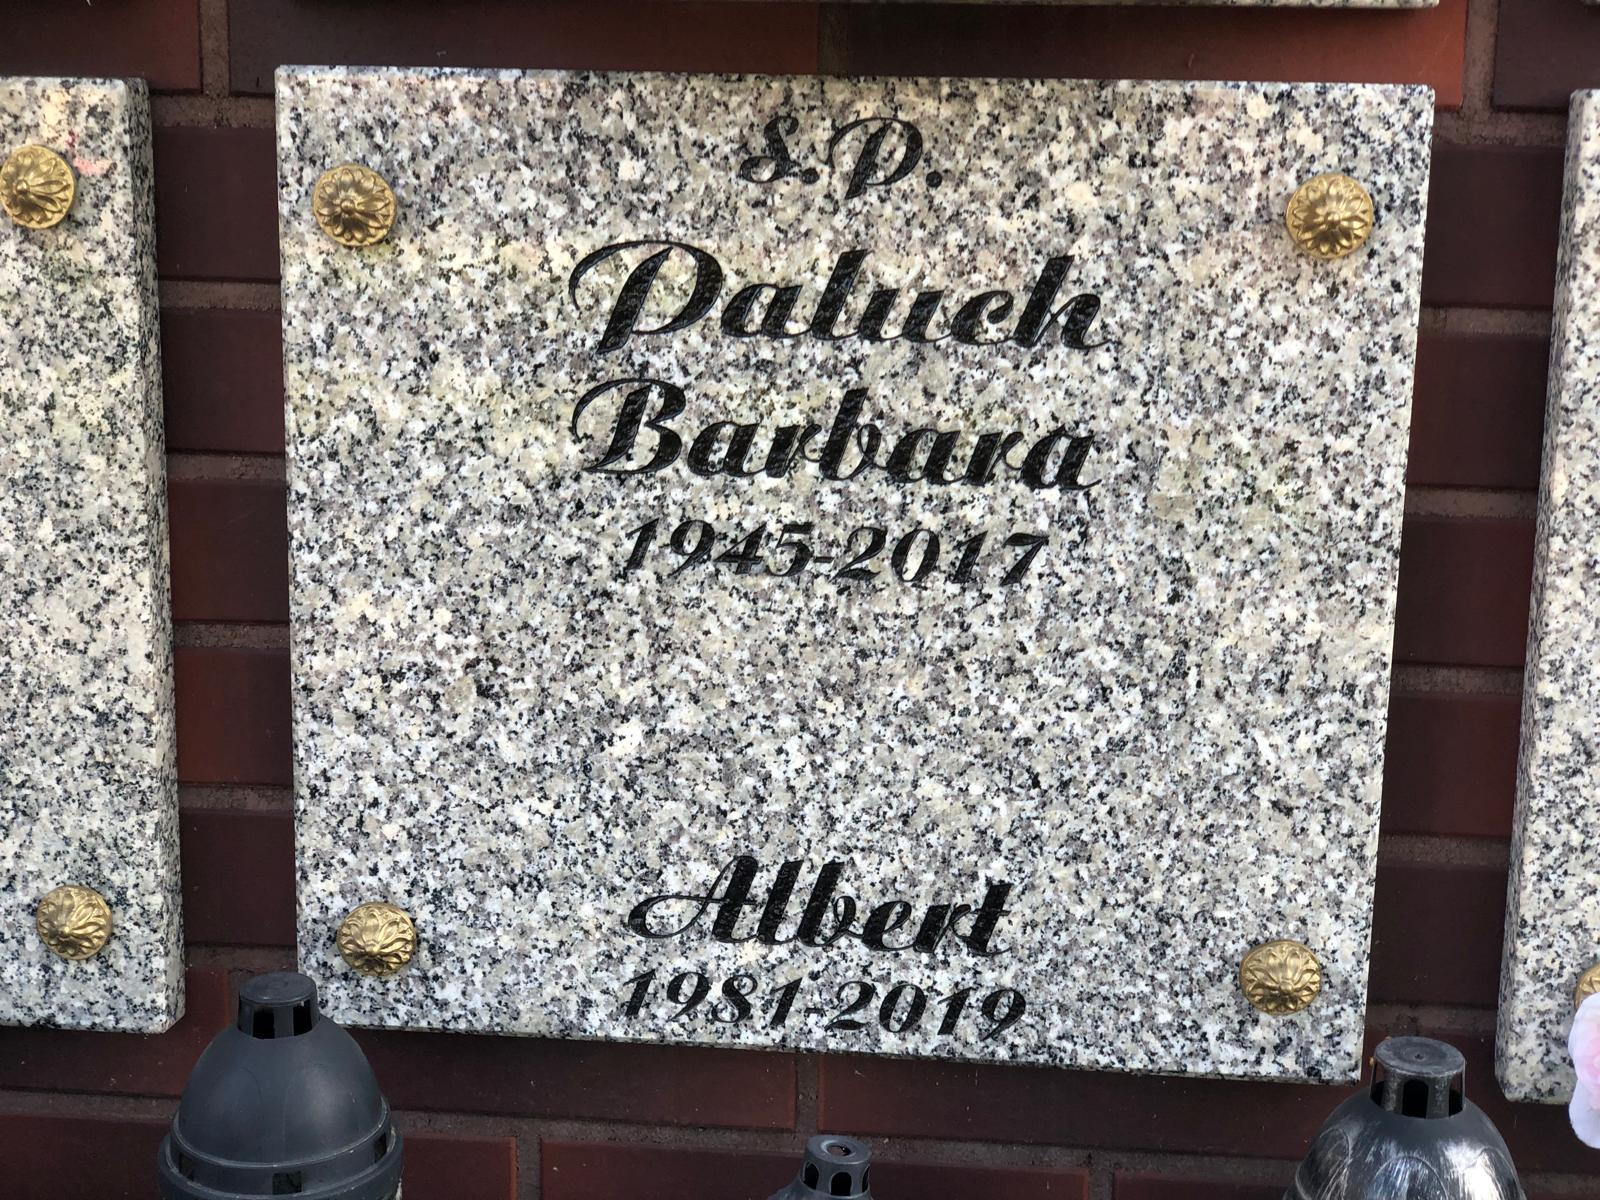 S.P.
Paluch
Barbara
1945-2017
Albert
1981-2019